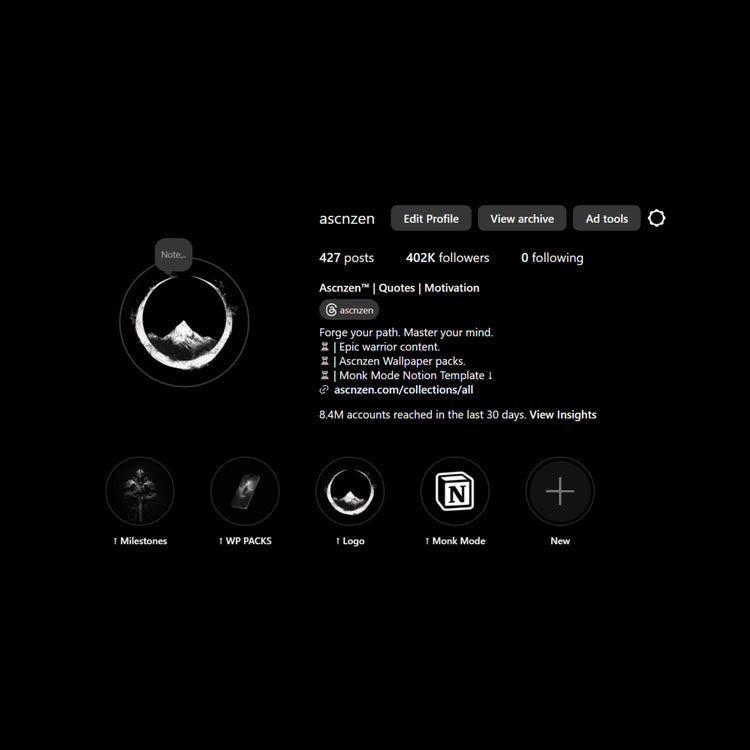 ascnzen Edit Profile View archive Ad tools
Note...
427 posts 402K followers 0 following
Ascnzen™ | Quotes | Motivation
ascnzen
Forge your path. Master your mind.
⏳ | Epic warrior content.
⏳ | Ascnzen Wallpaper packs.
⏳ | Monk Mode Notion Template ↓
ascnzen.com/collections/all
8.4M accounts reached in the last 30 days. View Insights
N
↑ Milestones ↑ WP PACKS ↑ Logo ↑ Monk Mode New